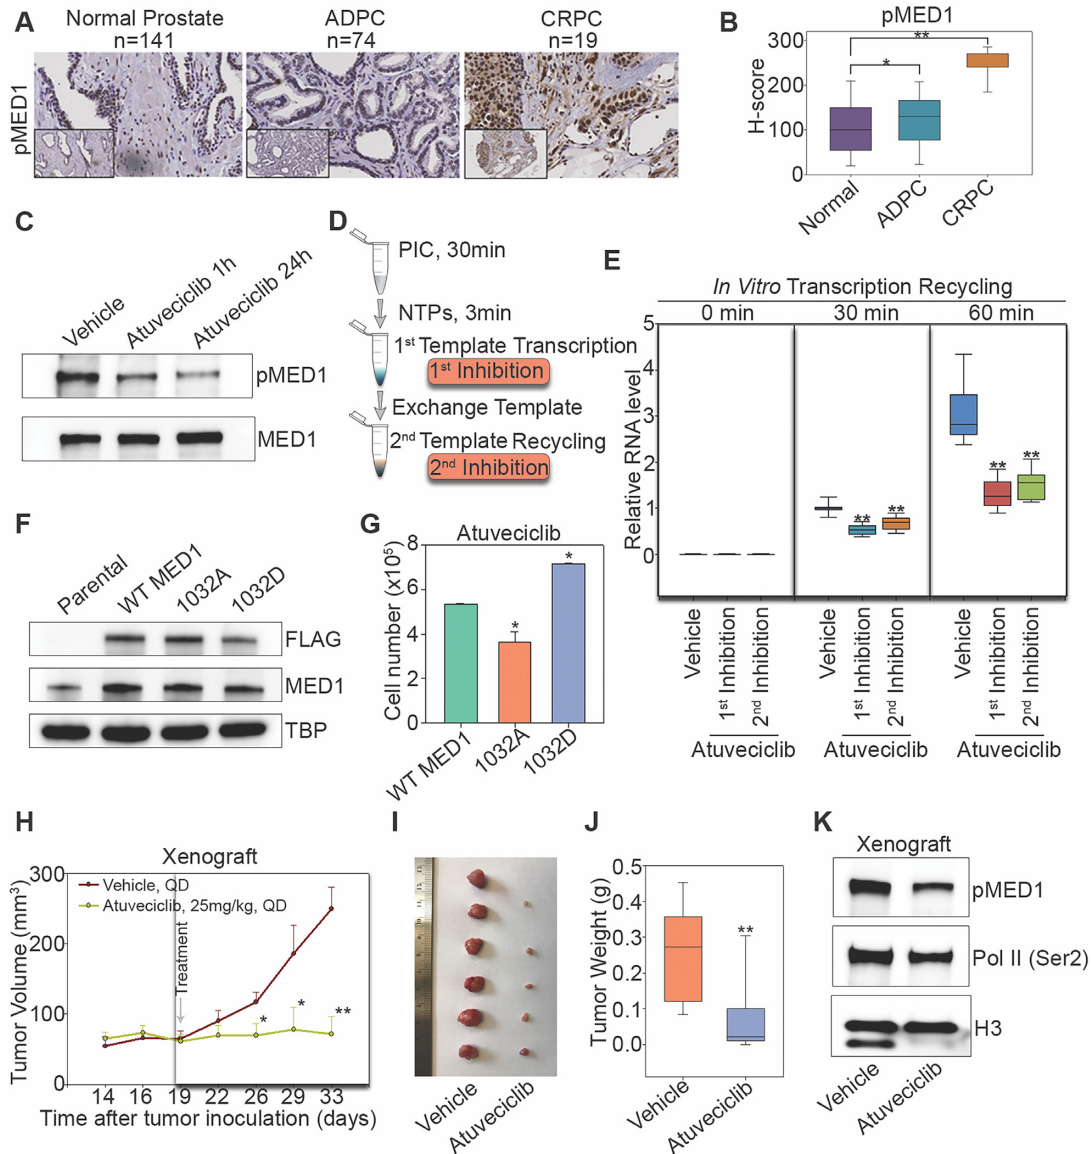 A
Normal Prostate
n=141
ADPC
n=74
CRPC
n=19
pMED1
B
pMED1
**
*
H-score
300
200
100
0
Normal
ADPC
CRPC
C
Vehicle
Atuveciclib 1h
Atuveciclib 24h
pMED1
MED1
D
PIC, 30min
NTPs, 3min
1st Template Transcription
1st Inhibition
Exchange Template
2nd Template Recycling
2nd Inhibition
E
In Vitro Transcription Recycling
0 min
30 min
60 min
Relative RNA level
5
4
3
2
1
0
**
**
**
**
Vehicle
1st Inhibition
2nd Inhibition
Atuveciclib
Vehicle
1st Inhibition
2nd Inhibition
Atuveciclib
Vehicle
1st Inhibition
2nd Inhibition
Atuveciclib
F
Parental
WT MED1
1032A
1032D
FLAG
MED1
TBP
G
Atuveciclib
Cell number (x10⁵)
8
6
4
2
0
*
*
WT MED1
1032A
1032D
H
Xenograft
Vehicle, QD
Atuveciclib, 25mg/kg, QD
Treatment
Tumor Volume (mm³)
300
200
100
0
*
*
**
14 16 19 22 26 29 33
Time after tumor inoculation (days)
I
Vehicle
Atuveciclib
J
Tumor Weight (g)
0.5
0.4
0.3
0.2
0.1
0.0
**
Vehicle
Atuveciclib
K
Xenograft
pMED1
Pol II (Ser2)
H3
Vehicle
Atuveciclib